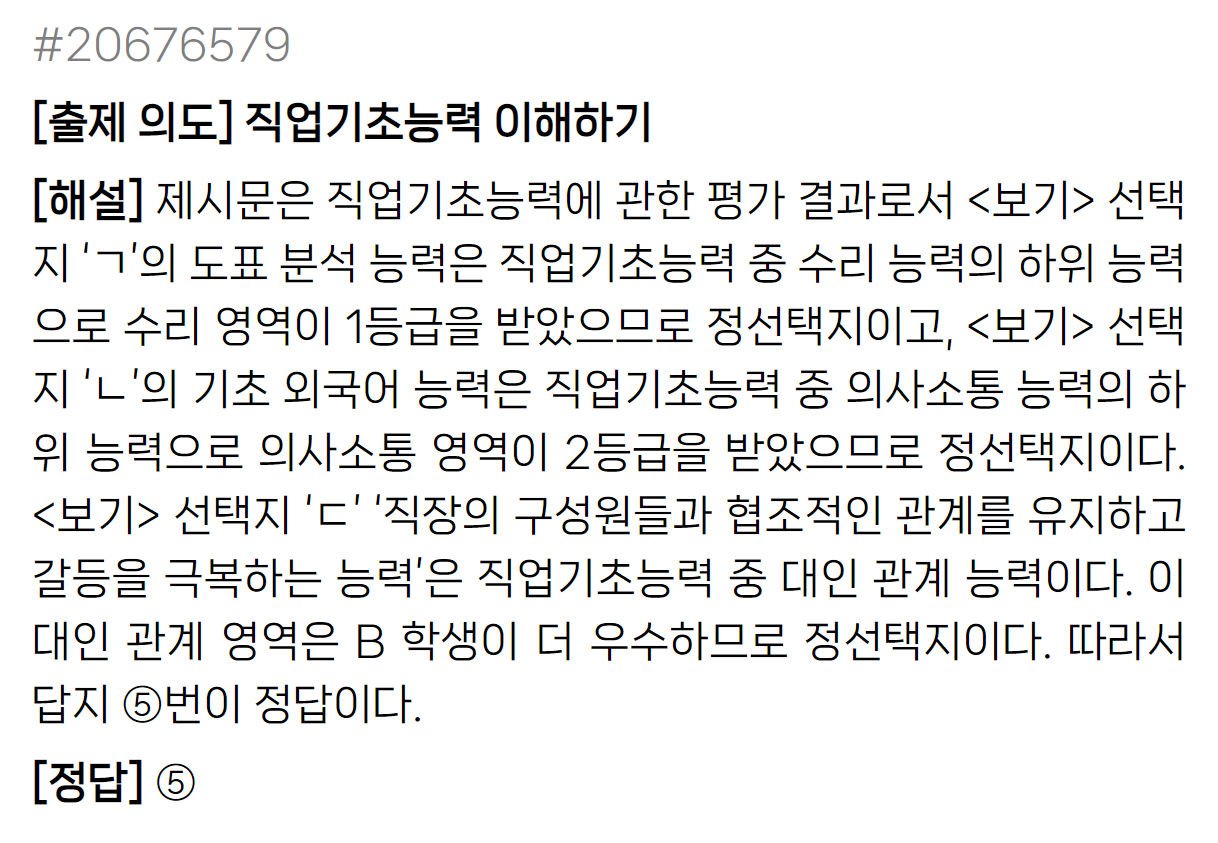 #20676579
[출제 의도] 직업기초능력 이해하기
[해설] 제시문은 직업기초능력에 관한 평가 결과로서 <보기> 선택
지 ‘ㄱ’의 도표 분석 능력은 직업기초능력 중 수리 능력의 하위 능력
으로 수리 영역이 1등급을 받았으므로 정선택지이고, <보기> 선택
지 ‘ㄴ’의 기초 외국어 능력은 직업기초능력 중 의사소통 능력의 하
위 능력으로 의사소통 영역이 2등급을 받았으므로 정선택지이다.
<보기> 선택지 ‘ㄷ’ ‘직장의 구성원들과 협조적인 관계를 유지하고
갈등을 극복하는 능력’은 직업기초능력 중 대인 관계 능력이다. 이
대인 관계 영역은 B 학생이 더 우수하므로 정선택지이다. 따라서
답지 ⑤번이 정답이다.
[정답] ⑤